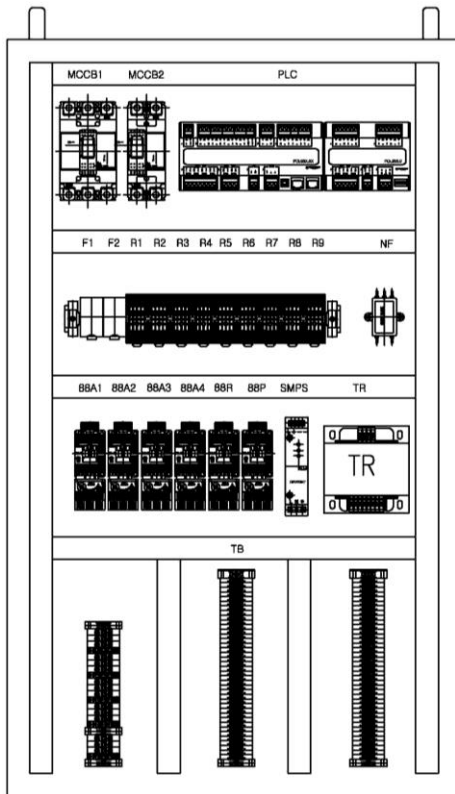 MCCB1 MCCB2 PLC
F1 F2 R1 R2 R3 R4 R5 R6 R7 R8 R9 NF
88A1 88A2 88A3 88A4 88R 88P SMPS TR
TR
TB